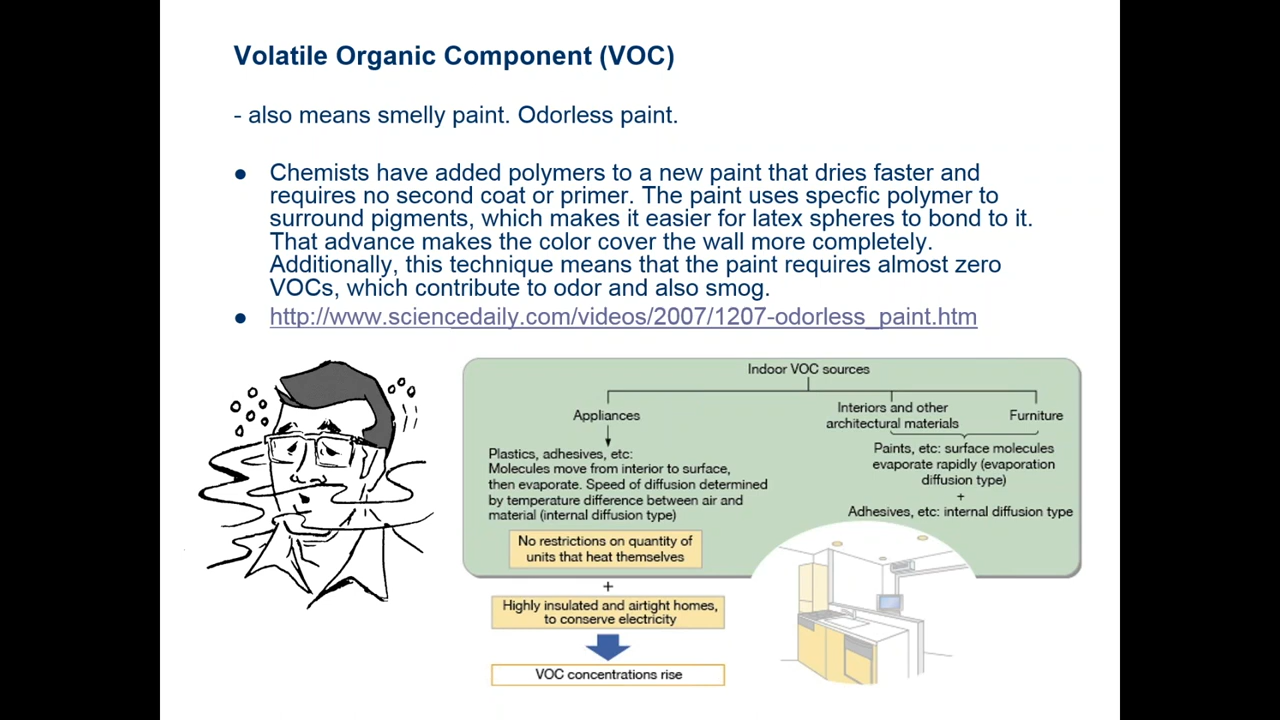 Volatile Organic Component (VOC)
- also means smelly paint. Odorless paint.
● Chemists have added polymers to a new paint that dries faster and
requires no second coat or primer. The paint uses specfic polymer to
surround pigments, which makes it easier for latex spheres to bond to it.
That advance makes the color cover the wall more completely.
Additionally, this technique means that the paint requires almost zero
VOCs, which contribute to odor and also smog.
● http://www.sciencedaily.com/videos/2007/1207-odorless_paint.htm
Indoor VOC sources
Appliances
Plastics, adhesives, etc:
Molecules move from interior to surface,
then evaporate. Speed of diffusion determined
by temperature difference between air and
material (internal diffusion type)
No restrictions on quantity of
units that heat themselves
+
Highly insulated and airtight homes,
to conserve electricity
VOC concentrations rise
Interiors and other
architectural materials
Furniture
Paints, etc: surface molecules
evaporate rapidly (evaporation
diffusion type)
+
Adhesives, etc: internal diffusion type